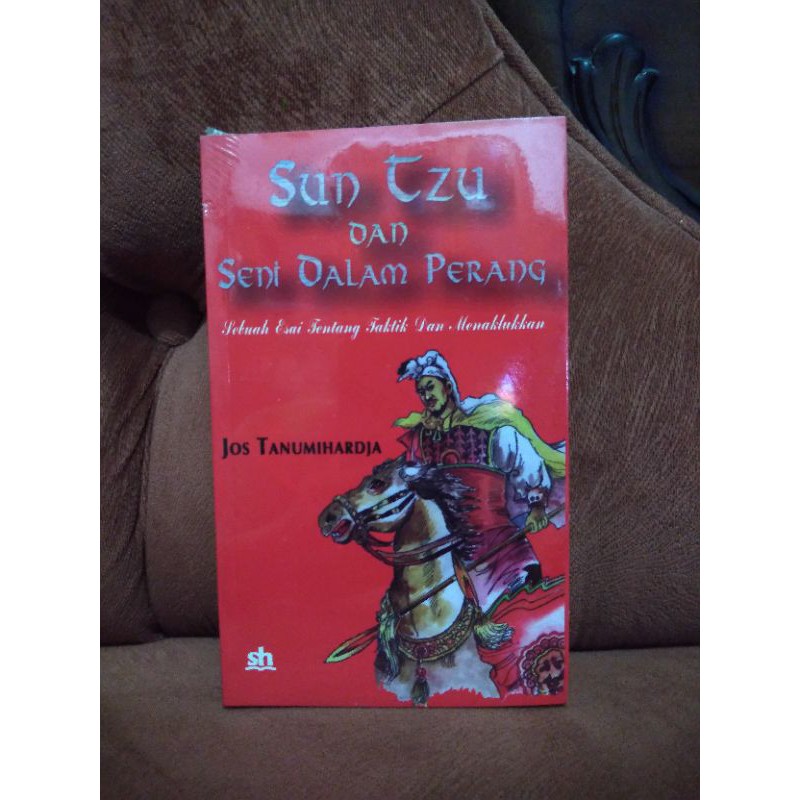 Sun Tzu
dan
Seni Dalam Perang
Sebuah Esai Tentang Taktik Dan Menaklukkan
Jos Tanumihardja
sh